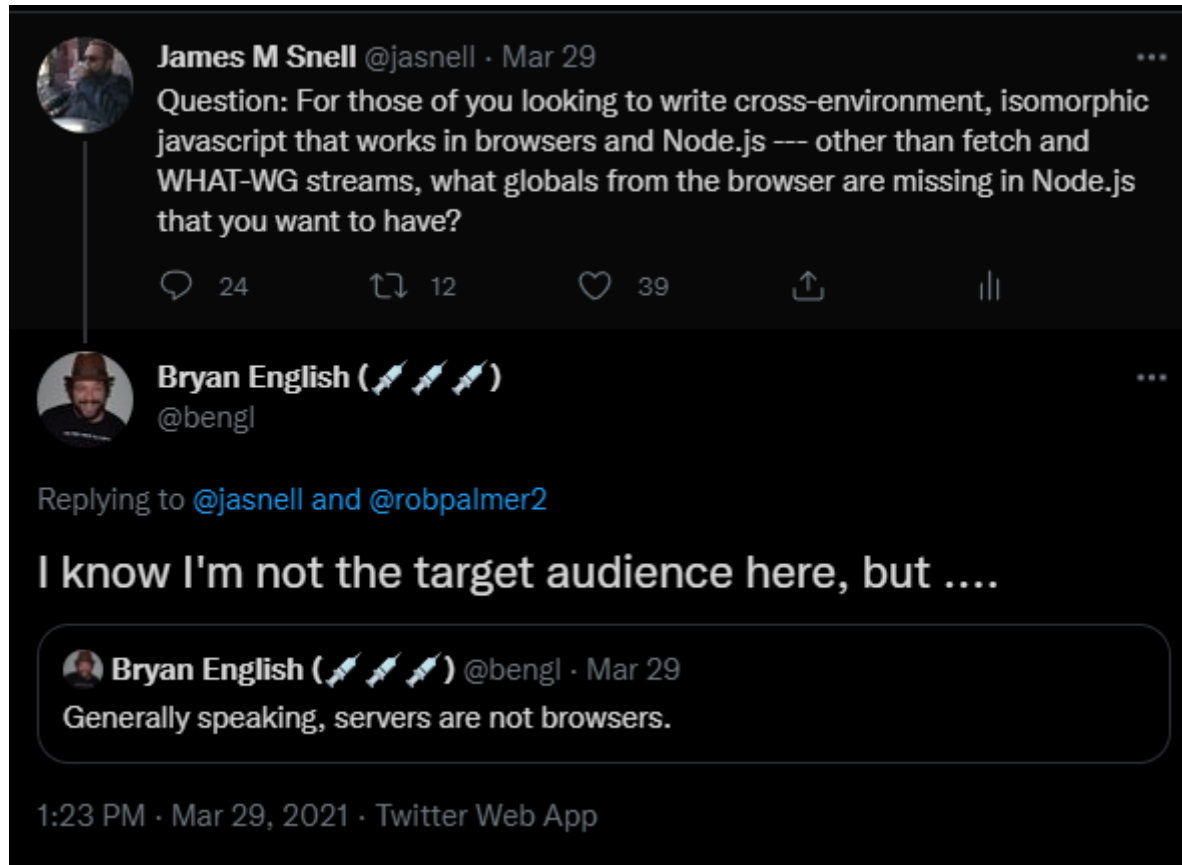 James M Snell @jasnell · Mar 29
Question: For those of you looking to write cross-environment, isomorphic
javascript that works in browsers and Node.js --- other than fetch and
WHAT-WG streams, what globals from the browser are missing in Node.js
that you want to have?
24 12 39
Bryan English (💉💉💉)
@bengl
Replying to @jasnell and @robpalmer2
I know I'm not the target audience here, but ....
Bryan English (💉💉💉) @bengl · Mar 29
Generally speaking, servers are not browsers.
1:23 PM · Mar 29, 2021 · Twitter Web App